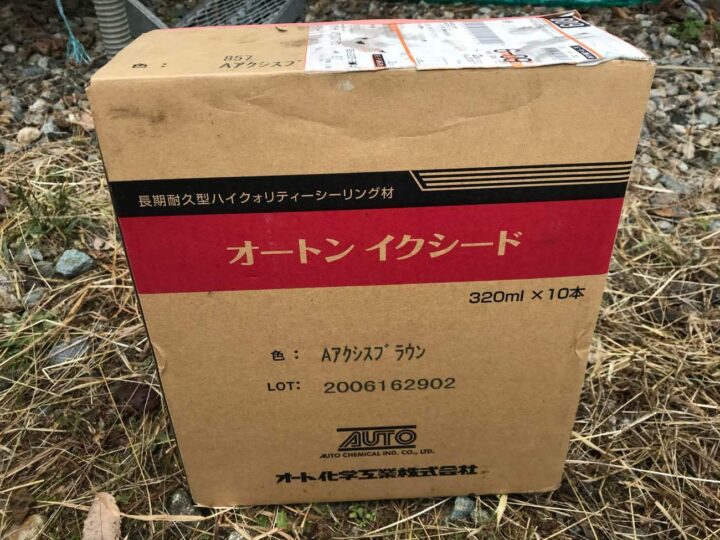 857
色： Aアクシスブ
長期耐久型ハイクォリティーシーリング材
オートン イクシード
320ml ×10本
色： Aアクシスブラウン
LOT: 2006162902
AUTO
AUTO CHEMICAL IND. CO., LTD.
オート化学工業株式会社